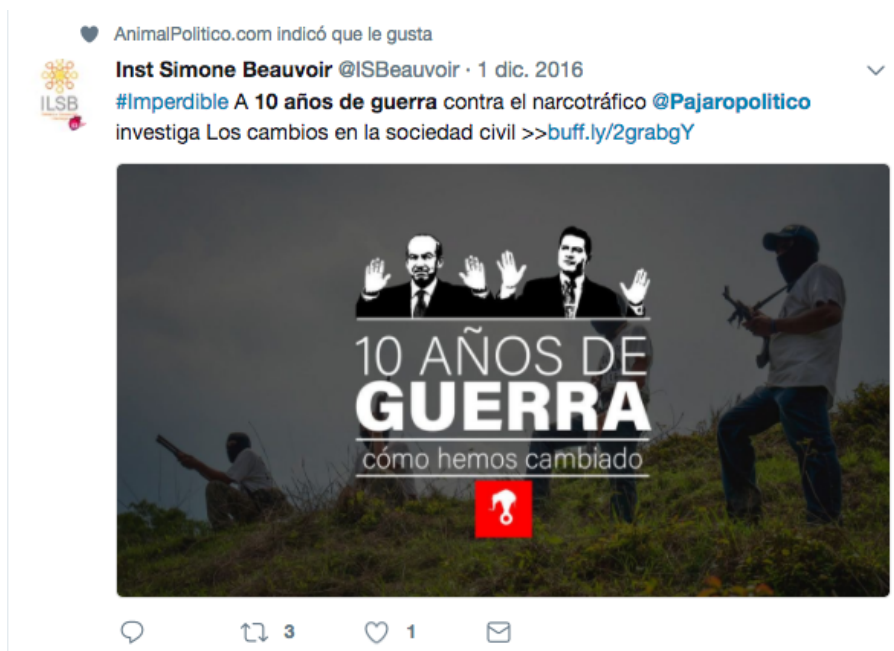 AnimalPolitico.com indicó que le gusta
Inst Simone Beauvoir @ISBeauvoir · 1 dic. 2016
#Imperdible A 10 años de guerra contra el narcotráfico @Pajaropolitico
investiga Los cambios en la sociedad civil >>buff.ly/2grabgY
ILSB
10 AÑOS DE
GUERRA
cómo hemos cambiado
3
1